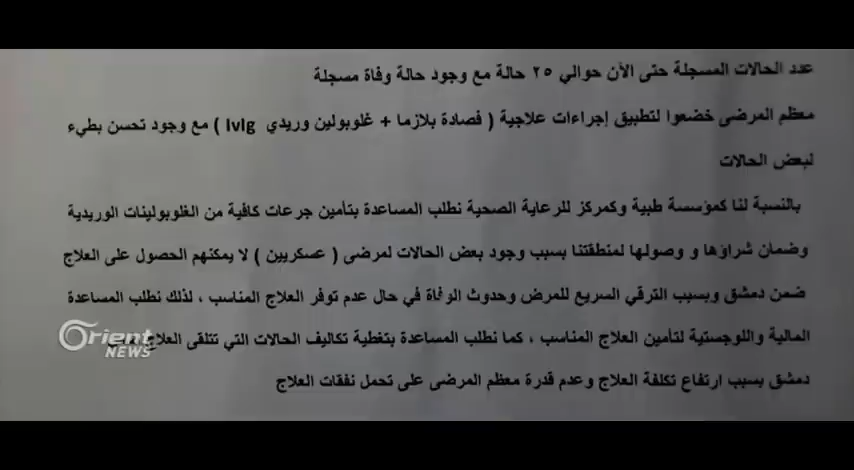 عدد الحالات المسجلة حتى الآن حوالي ٢٥ حالة مع وجود حالة وفاة مسجلة
معظم المرضى خضعوا لتطبيق إجراءات علاجية ( فصادة بلازما + غلوبولين وريدي IvIg ) مع وجود تحسن بطيء
لبعض الحالات
بالنسبة لنا كمؤسسة طبية وكمركز للرعاية الصحية نطلب المساعدة بتأمين جرعات كافية من الغلوبولينات الوريدية
وضمان شراؤها و وصولها لمنطقتنا بسبب وجود بعض الحالات لمرضى ( عسكريين ) لا يمكنهم الحصول على العلاج
ضمن دمشق وبسبب الترقي السريع للمرض وحدوث الوفاة في حال عدم توفر العلاج المناسب ، لذلك نطلب المساعدة
المالية واللوجستية لتأمين العلاج المناسب ، كما نطلب المساعدة بتغطية تكاليف الحالات التي تتلقى العلاج
دمشق بسبب ارتفاع تكلفة العلاج وعدم قدرة معظم المرضى على تحمل نفقات العلاج
Orient
NEWS